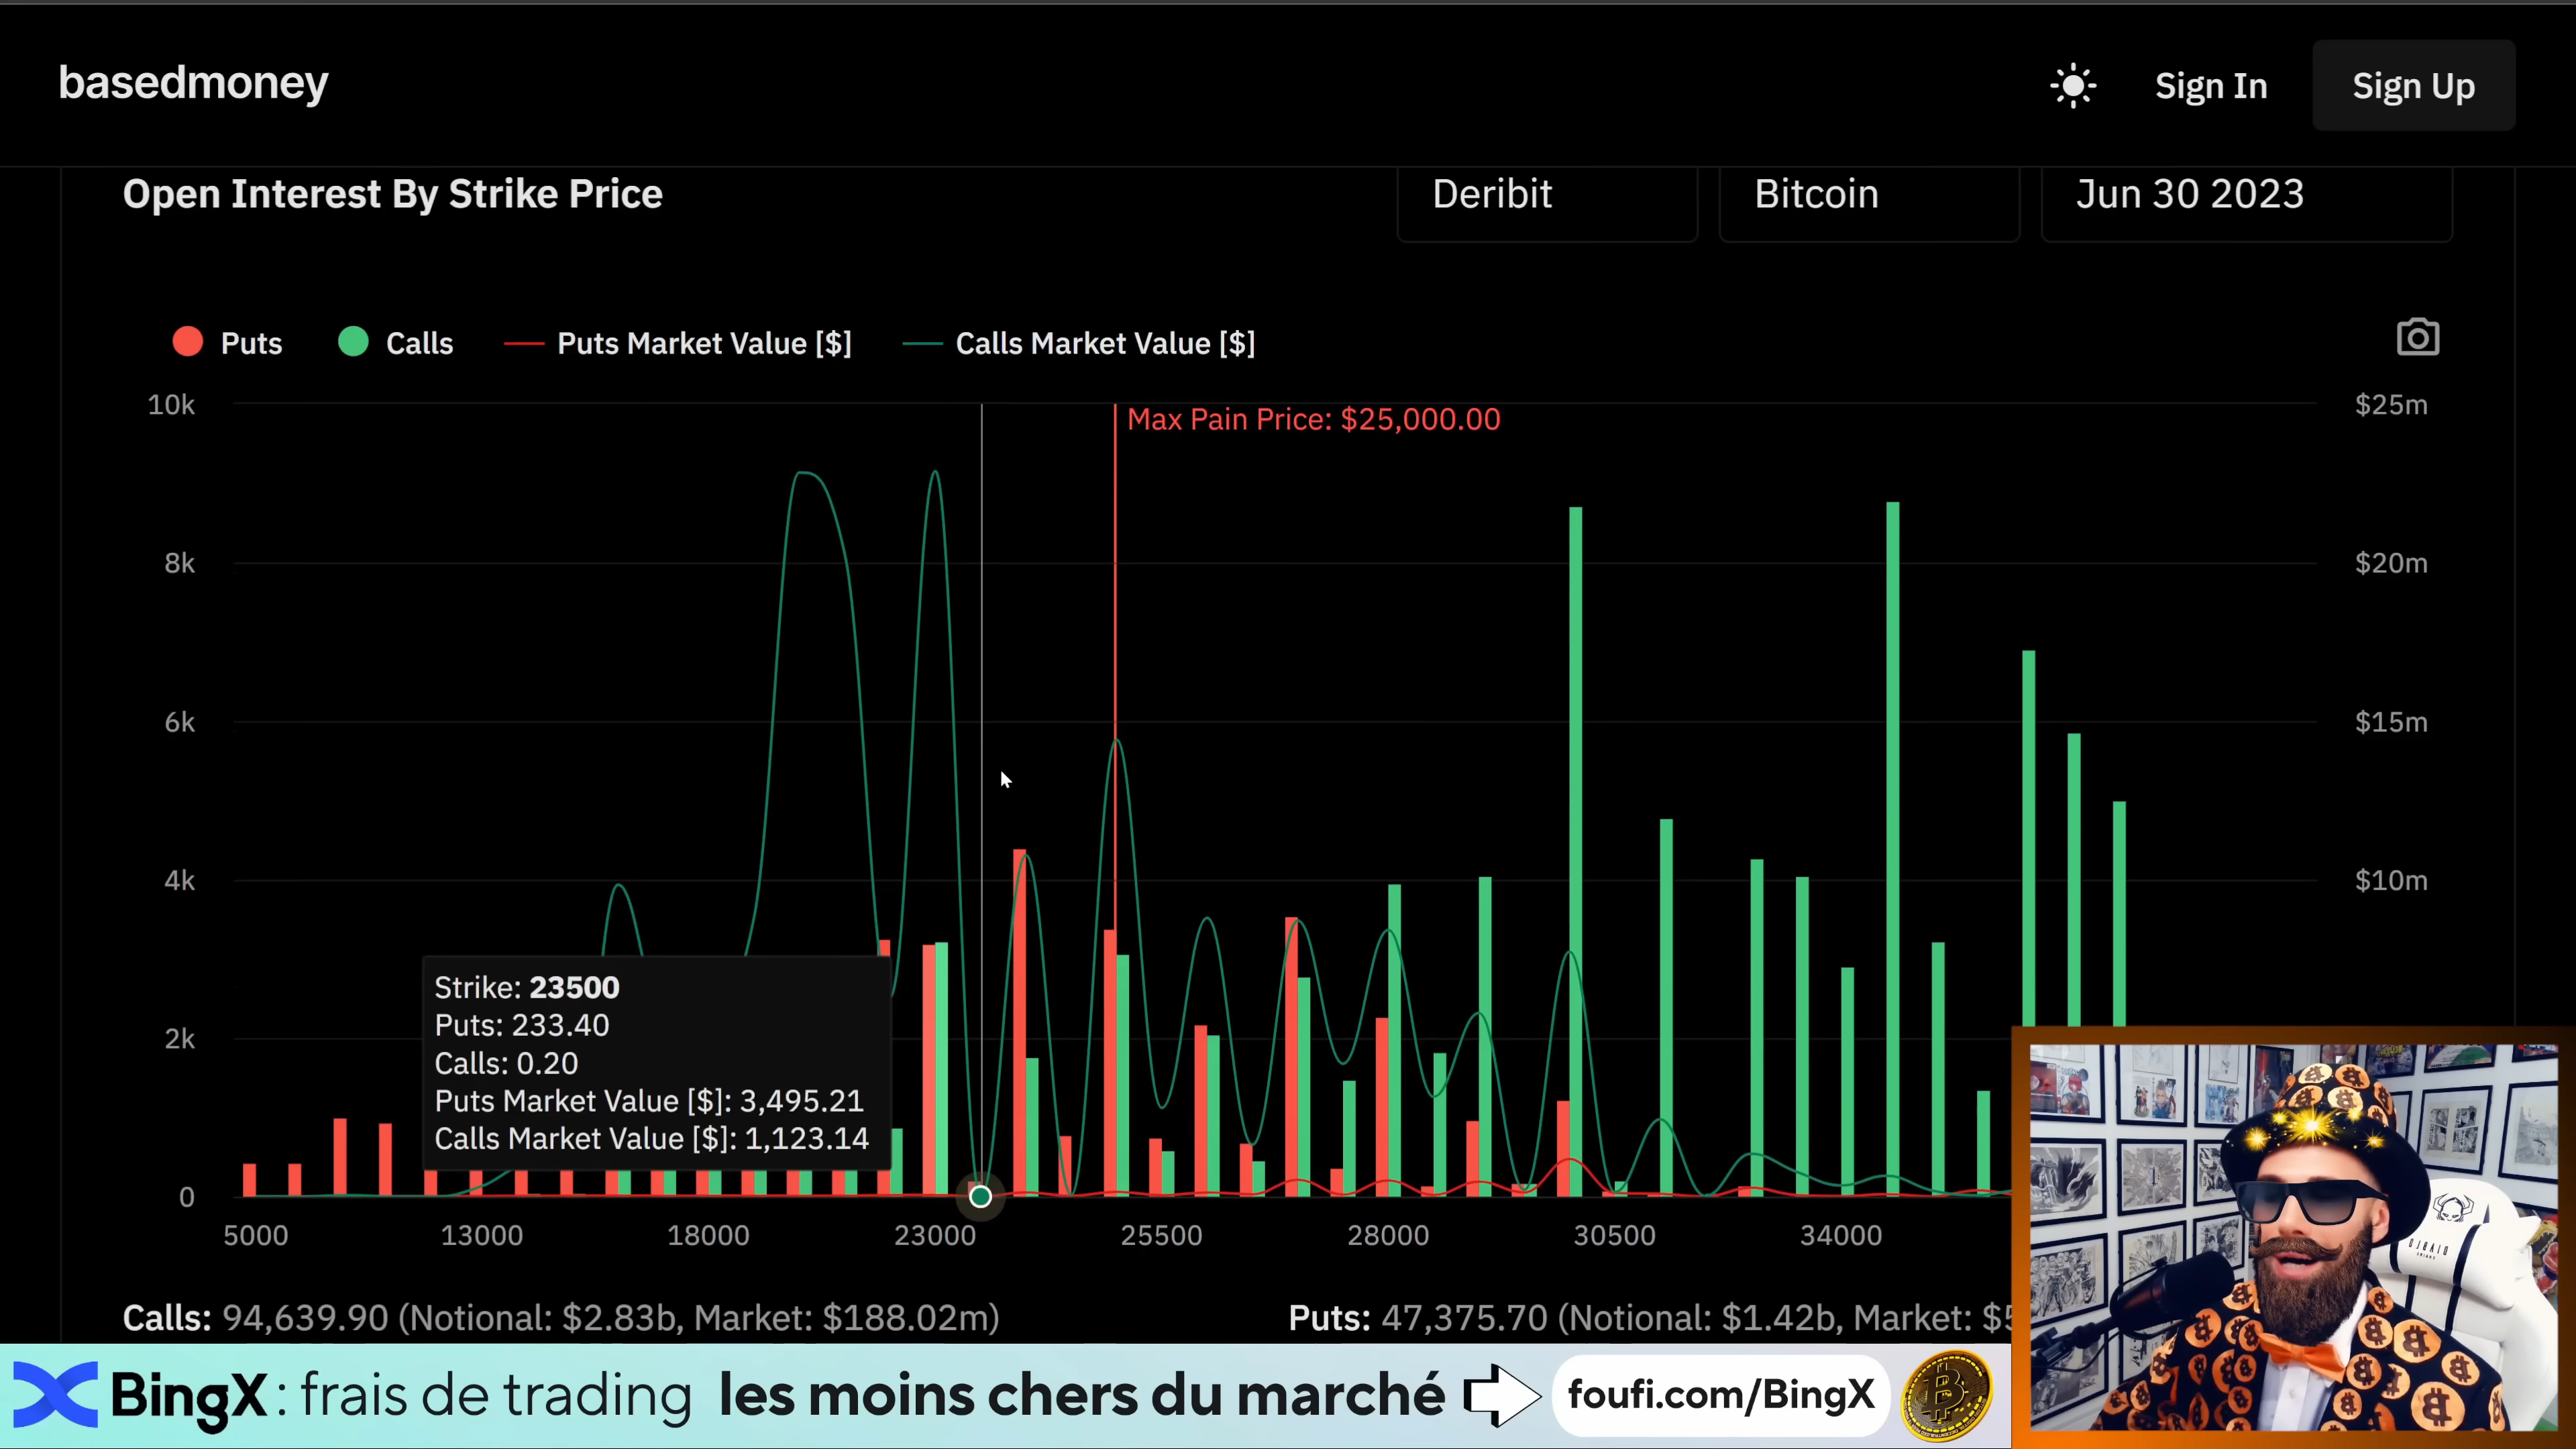 basedmoney
Sign In
Sign Up
Open Interest By Strike Price
Deribit
Bitcoin
Jun 30 2023
Puts
Calls
Puts Market Value [$]
Calls Market Value [$]
10k
$25m
Max Pain Price: $25,000.00
8k
$20m
6k
$15m
4k
$10m
2k
0
Strike: 23500
Puts: 233.40
Calls: 0.20
Puts Market Value [$]: 3,495.21
Calls Market Value [$]: 1,123.14
5000
13000
18000
23000
25500
28000
30500
34000
Calls: 94,639.90 (Notional: $2.83b, Market: $188.02m)
Puts: 47,375.70 (Notional: $1.42b, Market: $5
BingX : frais de trading les moins chers du marché
foufi.com/BingX